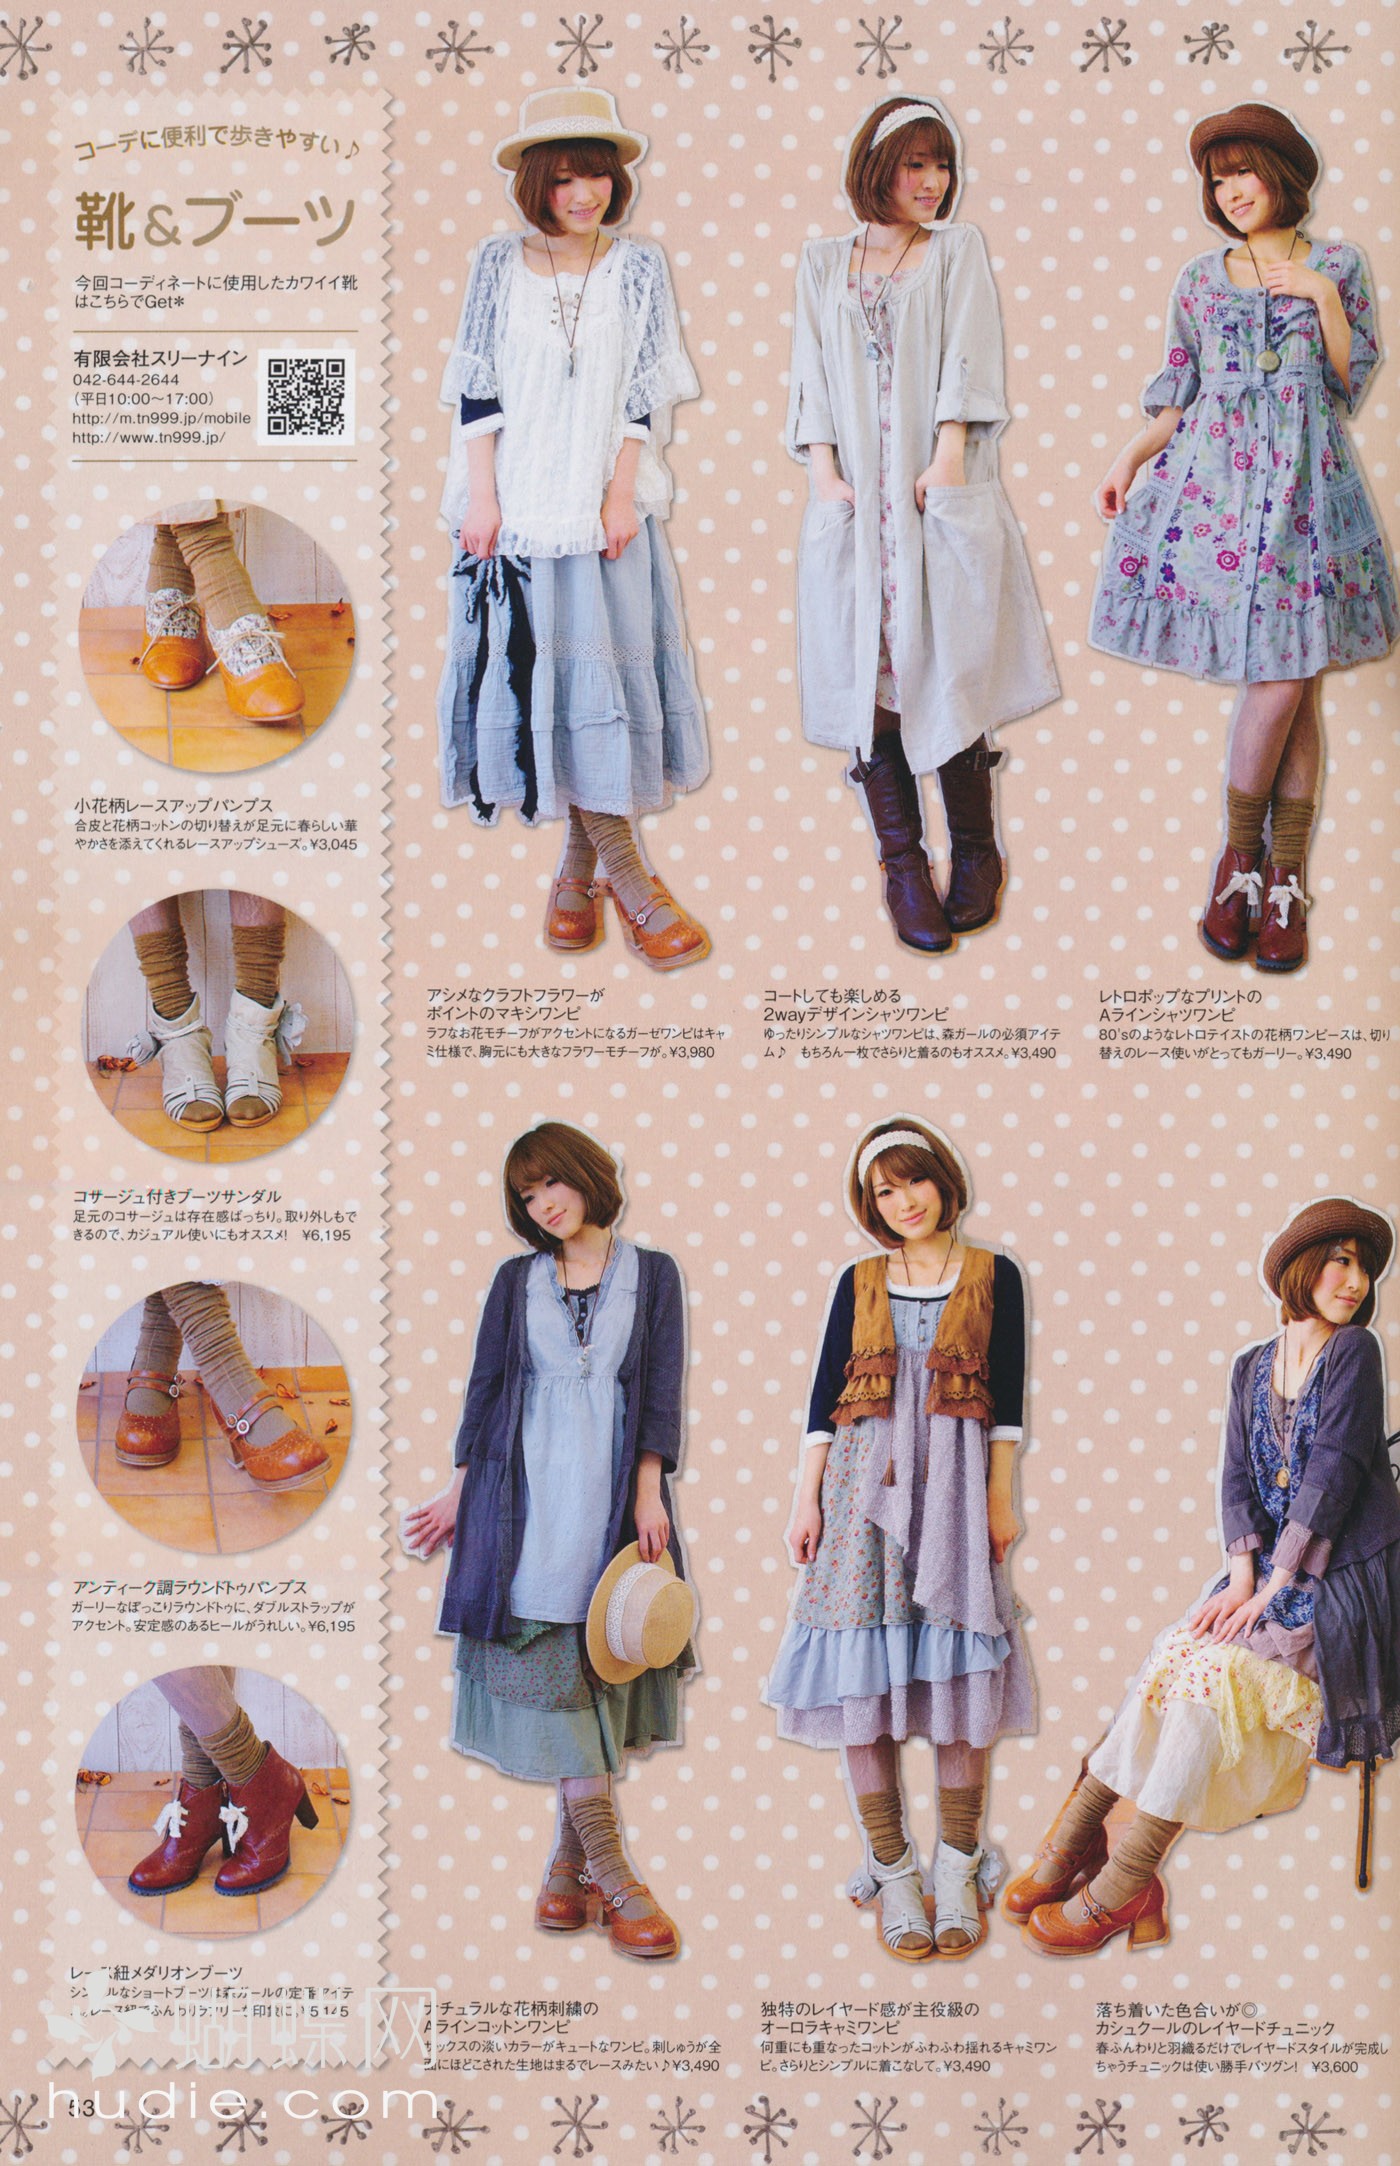 コーデに便利で歩きやすい♪
靴&ブーツ
今回コーディネートに使用したカワイイ靴
はこちらでGet*
有限会社スリーナイン
042-644-2644
(平日10:00〜17:00)
http://m.tn999.jp/mobile
http://www.tn999.jp/
小花柄レースアップパンプス
合皮と花柄コットンの切り替えが足元に春らしい華
やかさを添えてくれるレースアップシューズ。¥3,045
コサージュ付きブーツサンダル
足元のコサージュは存在感ばっちり。取り外しもで
きるので、カジュアル使いにもオススメ! ¥6,195
アンティーク調ラウンドトゥパンプス
ガーリーなぽっこりラウンドトゥに、ダブルストラップが
アクセント。安定感のあるヒールがうれしい。¥6,195
レース紐メダリオンブーツ
シンプルなショートブーツは森ガールの定番アイテ
レース紐でふんわりラブリーな印象に♪ 5,145
アシメなクラフトフラワーが
ポイントのマキシワンピ
ラフなお花モチーフがアクセントになるガーゼワンピはキャ
ミ仕様で、胸元にも大きなフラワーモチーフが。¥3,980
コートしても楽しめる
2wayデザインシャツワンピ
ゆったりシンプルなシャツワンピは、森ガールの必須アイテ
ム♪ もちろん一枚でさらりと着るのもオススメ。¥3,490
レトロポップなプリントの
Aラインシャツワンピ
80'sのようなレトロテイストの花柄ワンピースは、切り
替えのレース使いがとってもガーリー。¥3,490
ナチュラルな花柄刺繍の
Aラインコットンワンピ
サックスの淡いカラーがキュートなワンピ。刺しゅうが全
面にほどこされた生地はまるでレースみたい♪¥3,490
独特のレイヤード感が主役級の
オーロラキャミワンピ
何重にも重なったコットンがふわふわ揺れるキャミワン
ピ。さらりとシンプルに着こなして。¥3,490
落ち着いた色合いが◎
カシュクールのレイヤードチュニック
春ふんわりと羽織るだけでレイヤードスタイルが完成し
ちゃうチュニックは使い勝手バツグン! ¥3,600
蝴蝶网
hudie.com
53